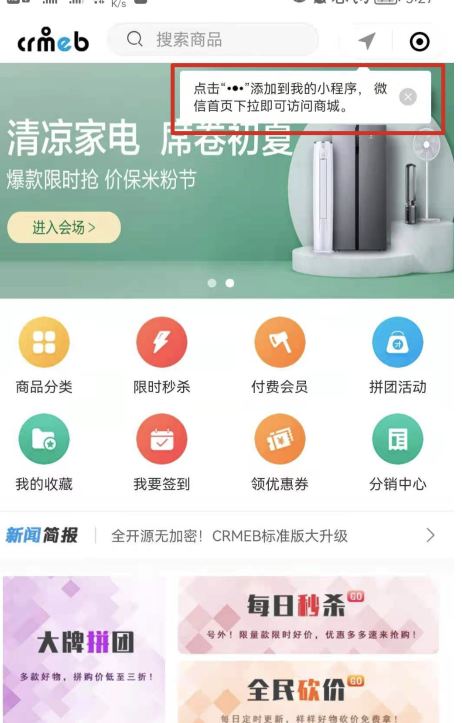 K/s
5:27
crmeb
搜索商品
点击“•●•”添加到我的小程序， 微
信首页下拉即可访问商城。
清凉家电 席卷初夏
爆款限时抢 价保米粉节
进入会场 >
商品分类 限时秒杀 付费会员 拼团活动
我的收藏 我要签到 领优惠券 分销中心
新闻简报 全开源无加密！CRMEB标准版大升级
大牌拼团
多款好物，拼购价低至三折！
每日秒杀 GO
号外！限量款限时好价，优惠多多速来抢购！
全民砍价 GO
每日定时更新，样样好物砍价免费拿！